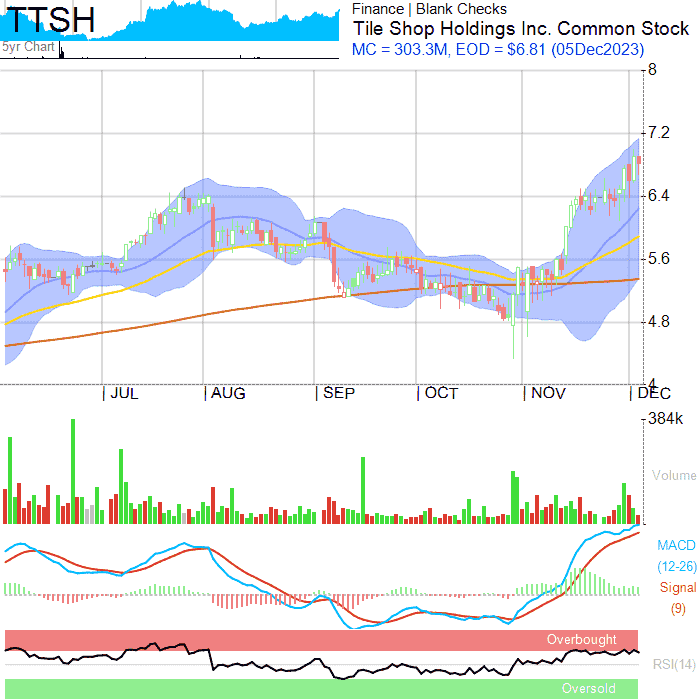 TTSH
5yr Chart
Finance | Blank Checks
Tile Shop Holdings Inc. Common Stock
MC = 303.3M, EOD = $6.81 (05Dec2023)
8
7.2
6.4
5.6
4.8
4
JUL AUG SEP OCT NOV DEC
384k
Volume
MACD
(12-26)
Signal
(9)
Overbought
RSI(14)
Oversold